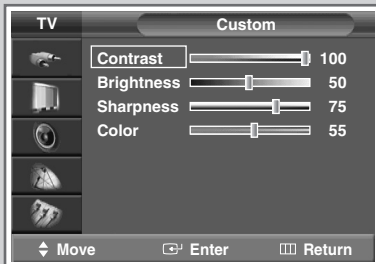 TV Custom
Contrast 100
Brightness 50
Sharpness 75
Color 55
Move Enter Return